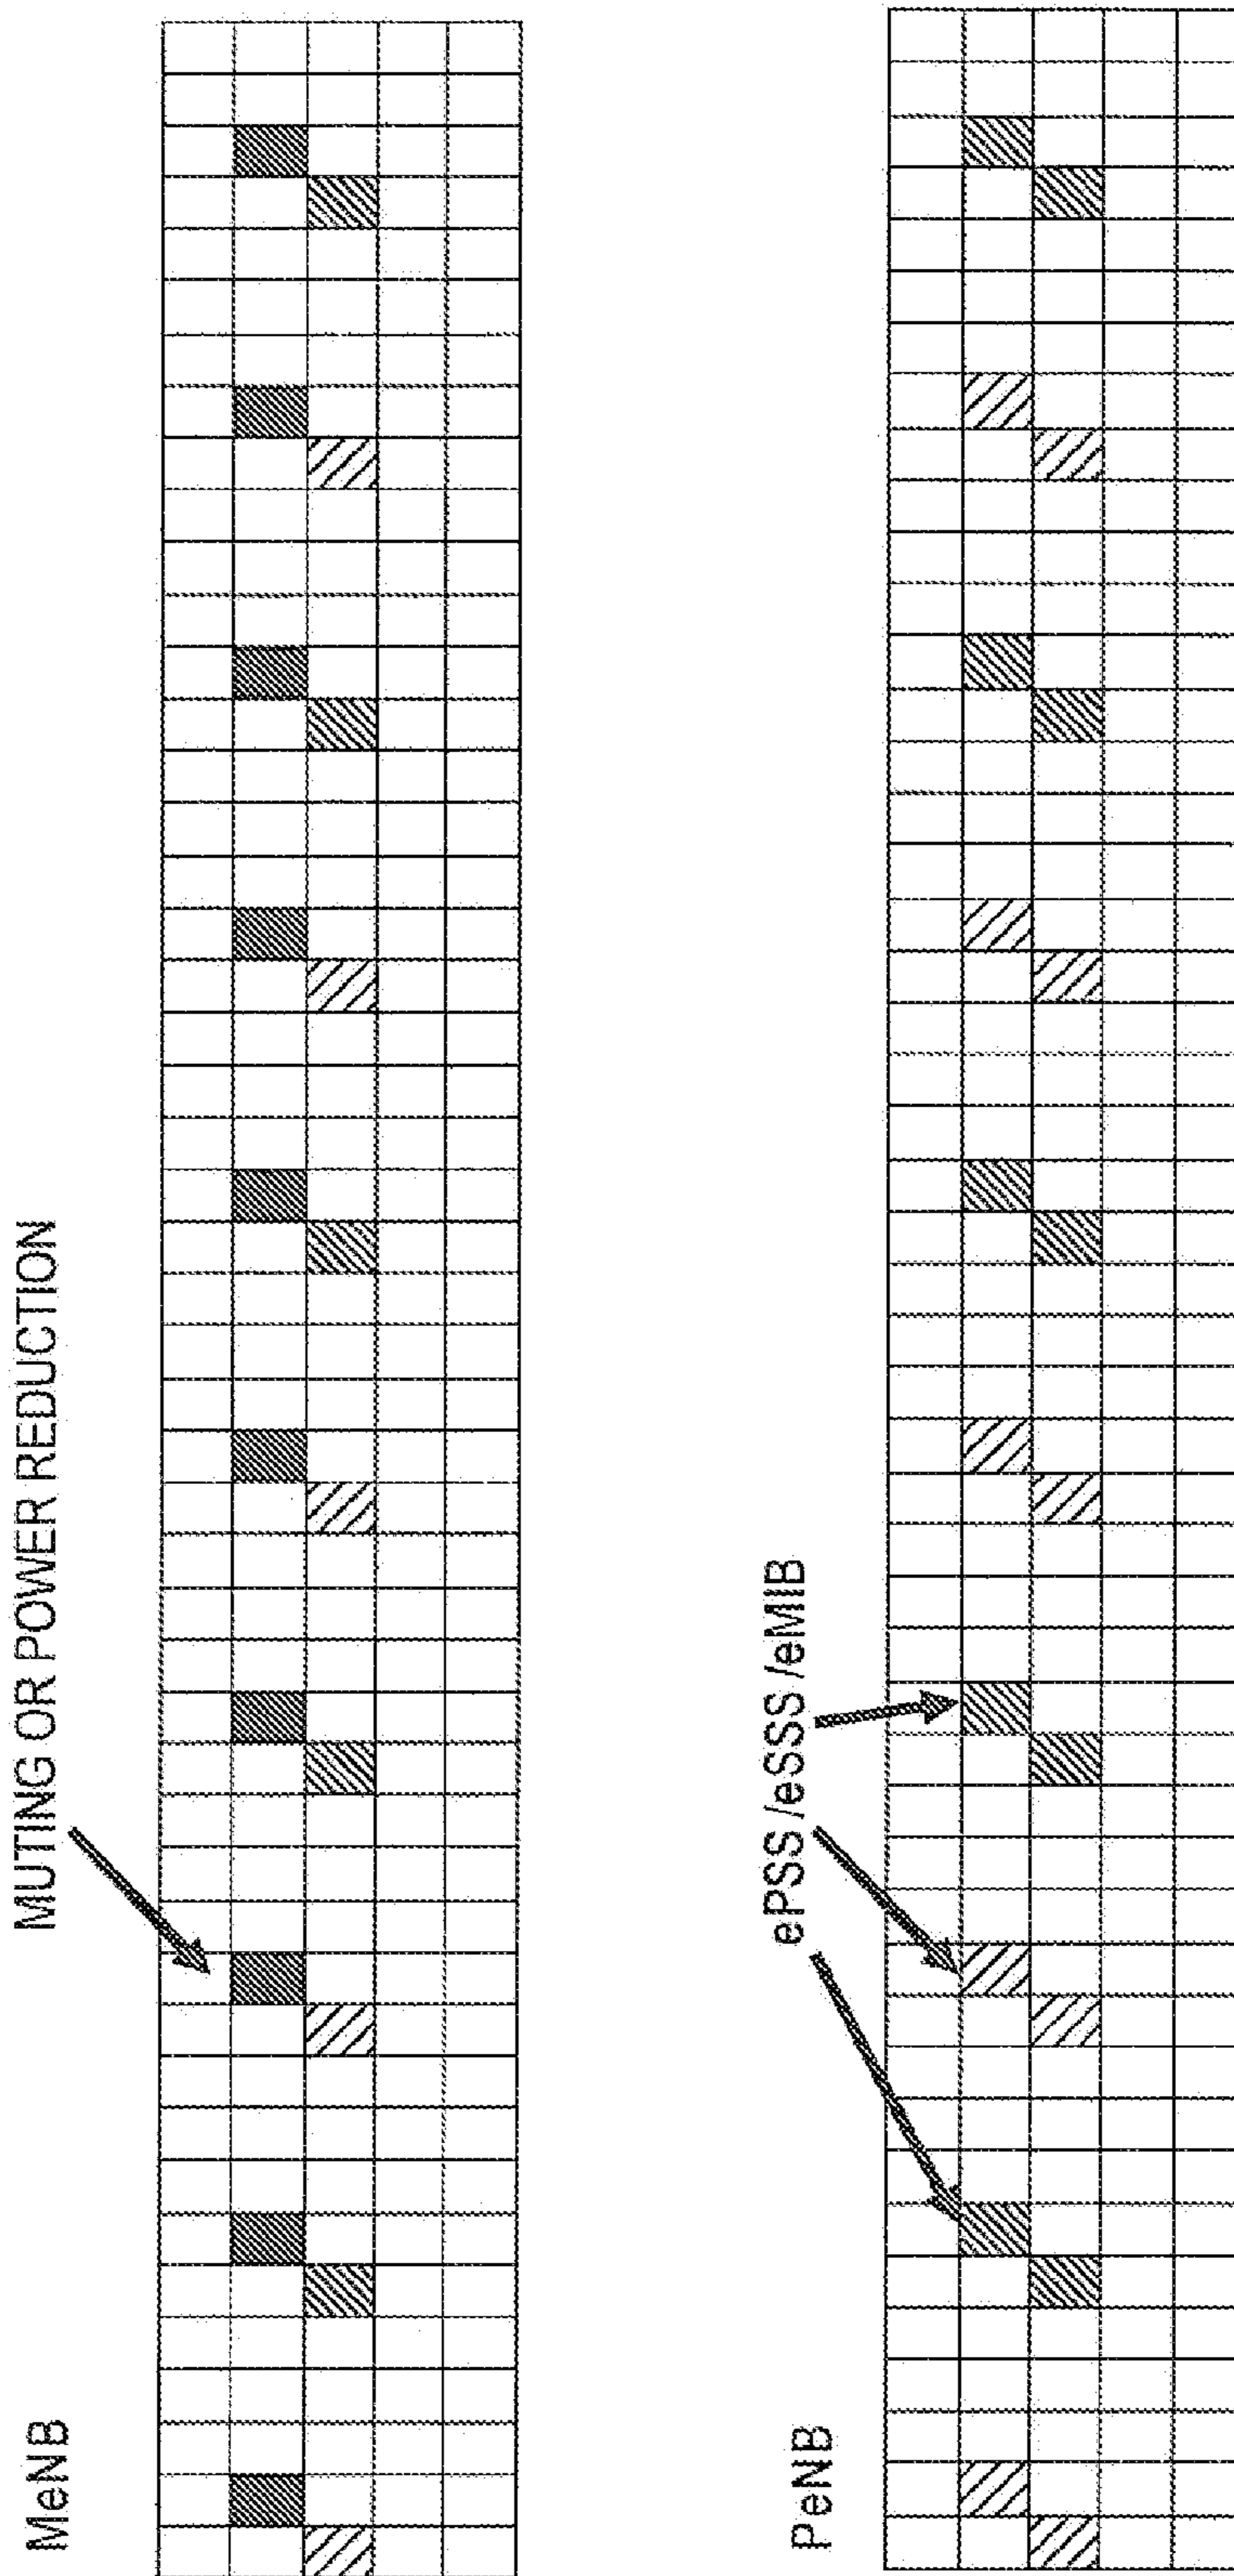 MeNB
MUTING OR POWER REDUCTION
PeNB
ePSS /eSSS /eMIB